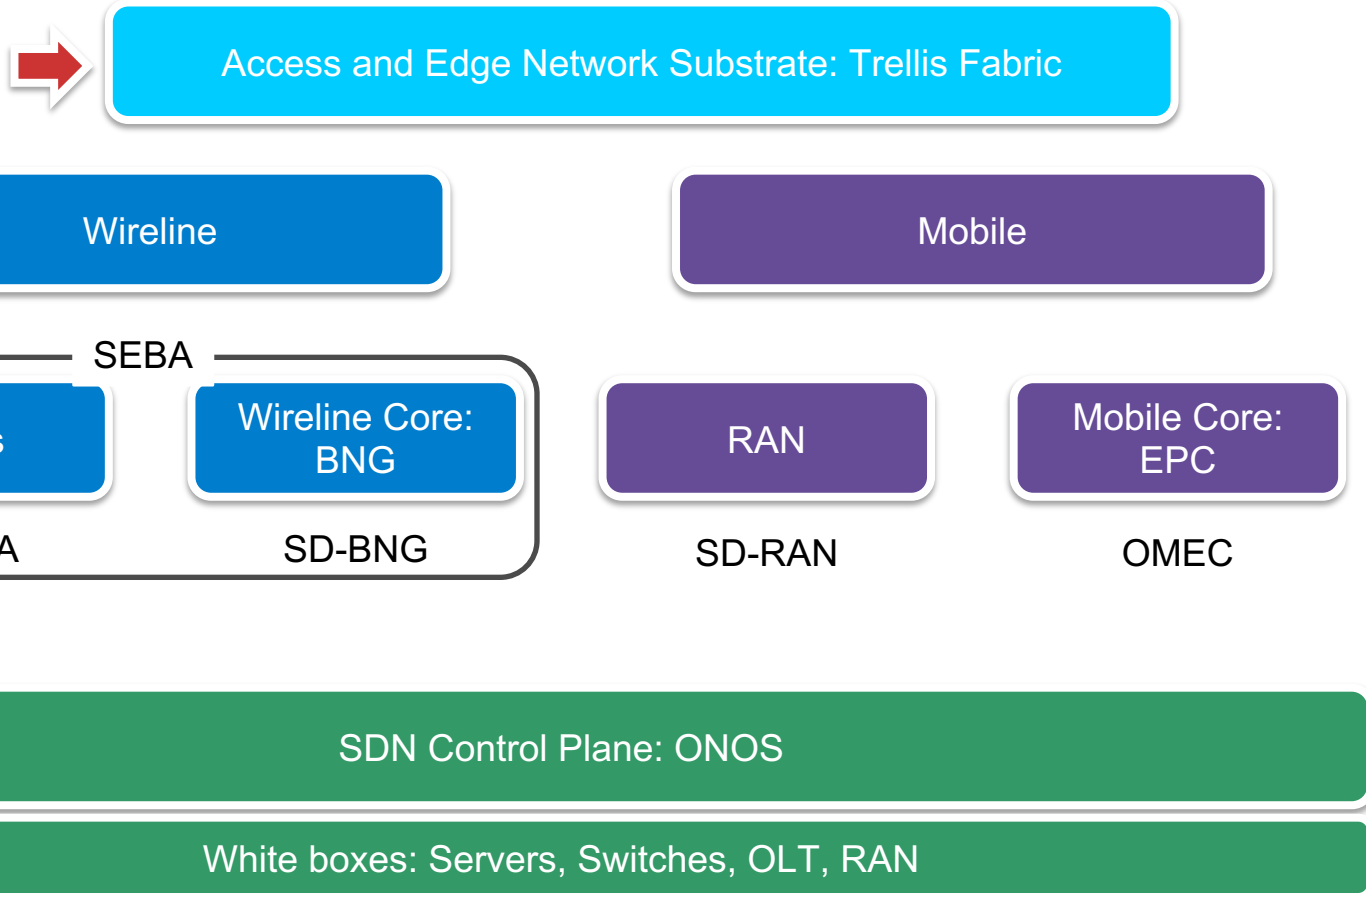 Access and Edge Network Substrate: Trellis Fabric
Wireline
Mobile
SEBA
s
Wireline Core:
BNG
RAN
Mobile Core:
EPC
A
SD-BNG
SD-RAN
OMEC
SDN Control Plane: ONOS
White boxes: Servers, Switches, OLT, RAN